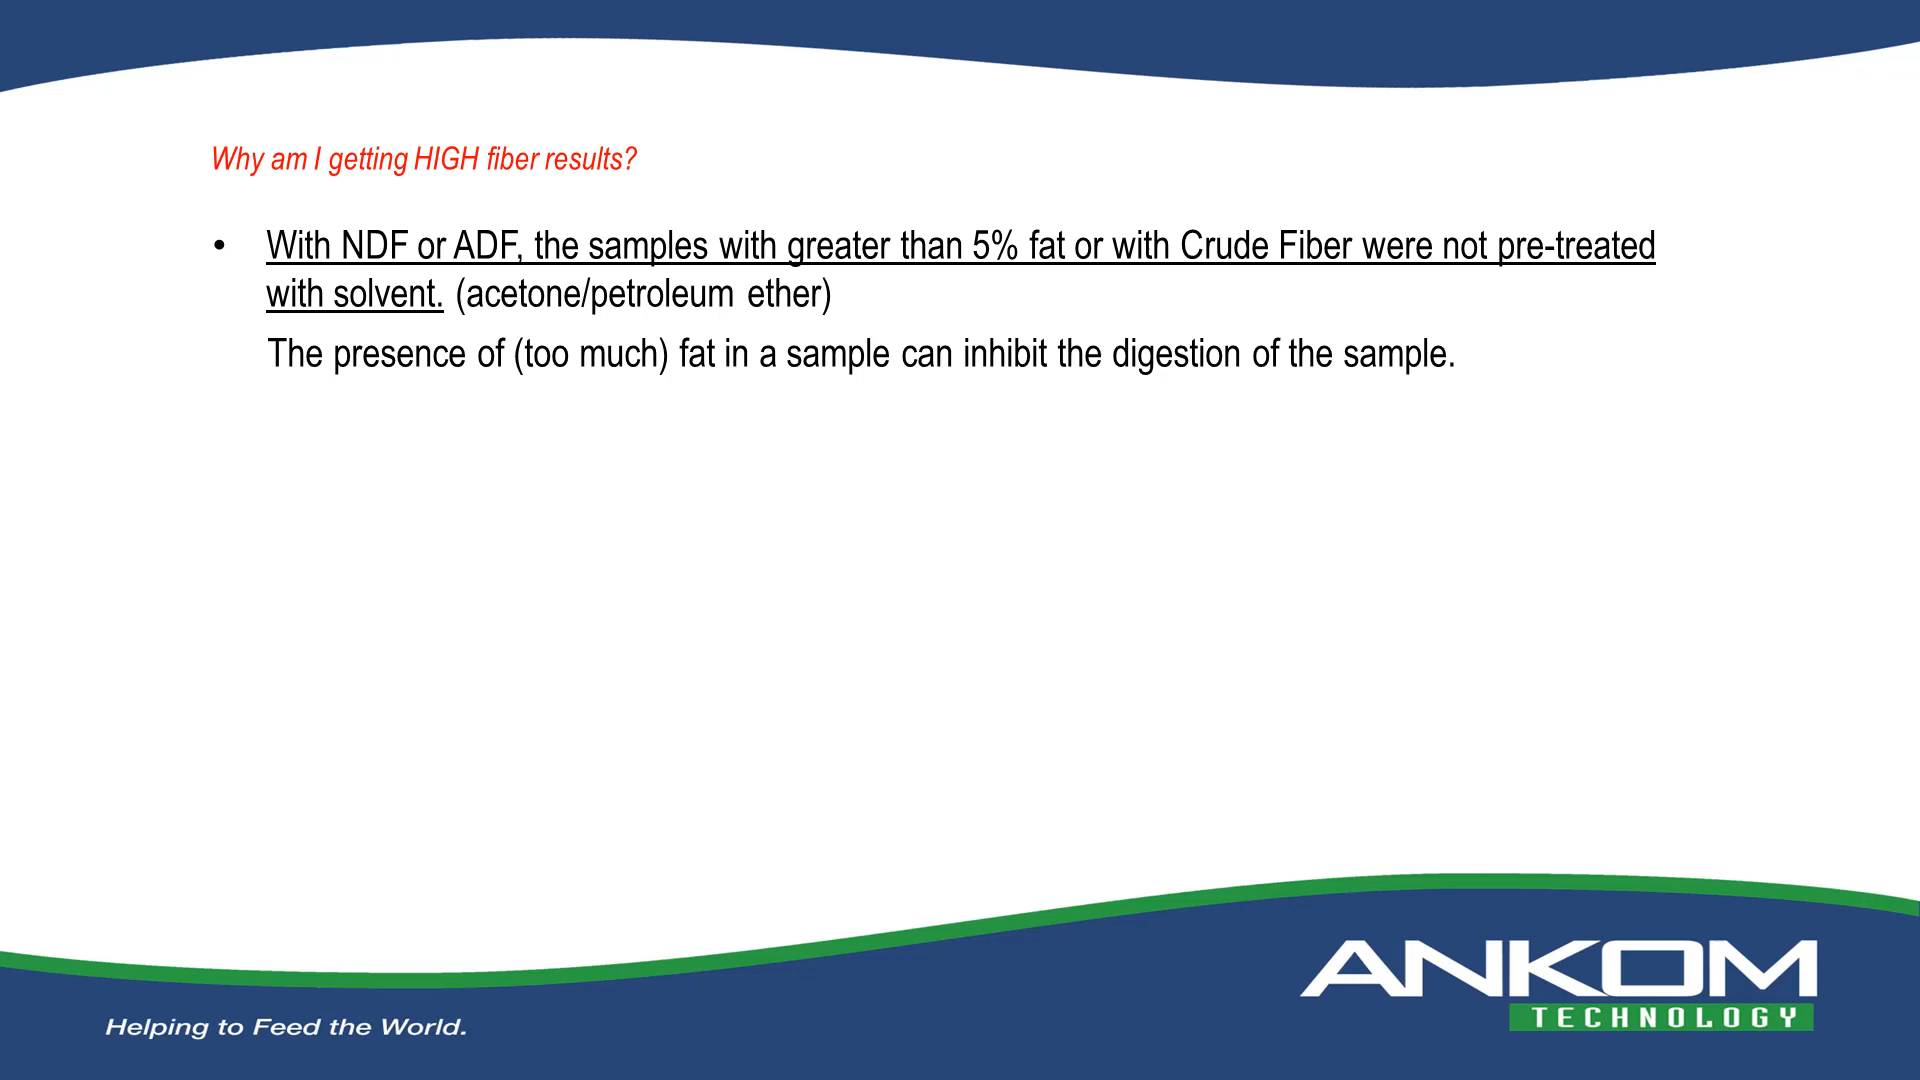 Why am I getting HIGH fiber results?
• With NDF or ADF, the samples with greater than 5% fat or with Crude Fiber were not pre-treated
with solvent. (acetone/petroleum ether)
The presence of (too much) fat in a sample can inhibit the digestion of the sample.
ANKOM
TECHNOLOGY
Helping to Feed the World.